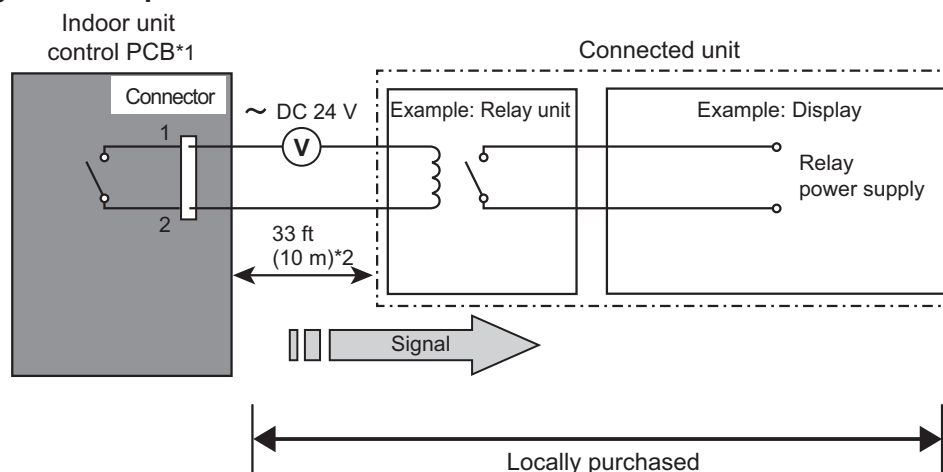 Indoor unit
control PCB*1
Connected unit
Connector
~ DC 24 V
Example: Relay unit
Example: Display
1
V
Relay
power supply
2
33 ft
(10 m)*2
Signal
Locally purchased